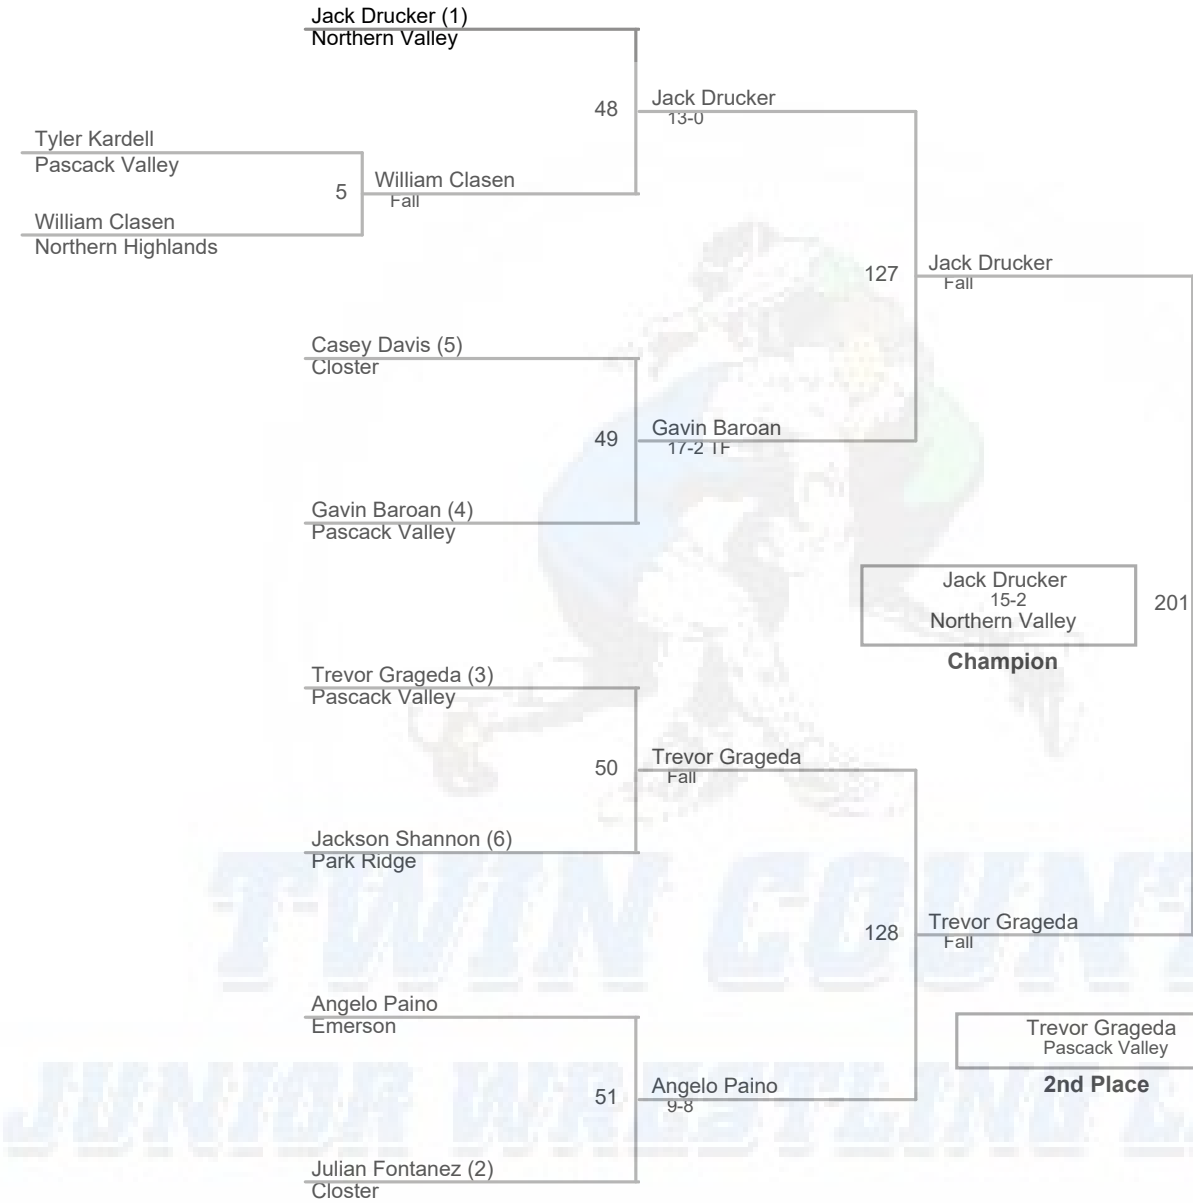 Jack Drucker (1)
Northern Valley
48
Jack Drucker
13-0
Tyler Kardell
Pascack Valley
5
William Clasen
Fall
William Clasen
Northern Highlands
127
Jack Drucker
Fall
Casey Davis (5)
Closter
49
Gavin Baroan
17-2 TF
Gavin Baroan (4)
Pascack Valley
Jack Drucker
15-2
Northern Valley
201
Champion
Trevor Grageda (3)
Pascack Valley
50
Trevor Grageda
Fall
Jackson Shannon (6)
Park Ridge
128
Trevor Grageda
Fall
TWIN COUNT
Angelo Paino
Emerson
Trevor Grageda
Pascack Valley
2nd Place
51
Angelo Paino
9-8
JUNIOR WRESTLING L
Julian Fontanez (2)
Closter